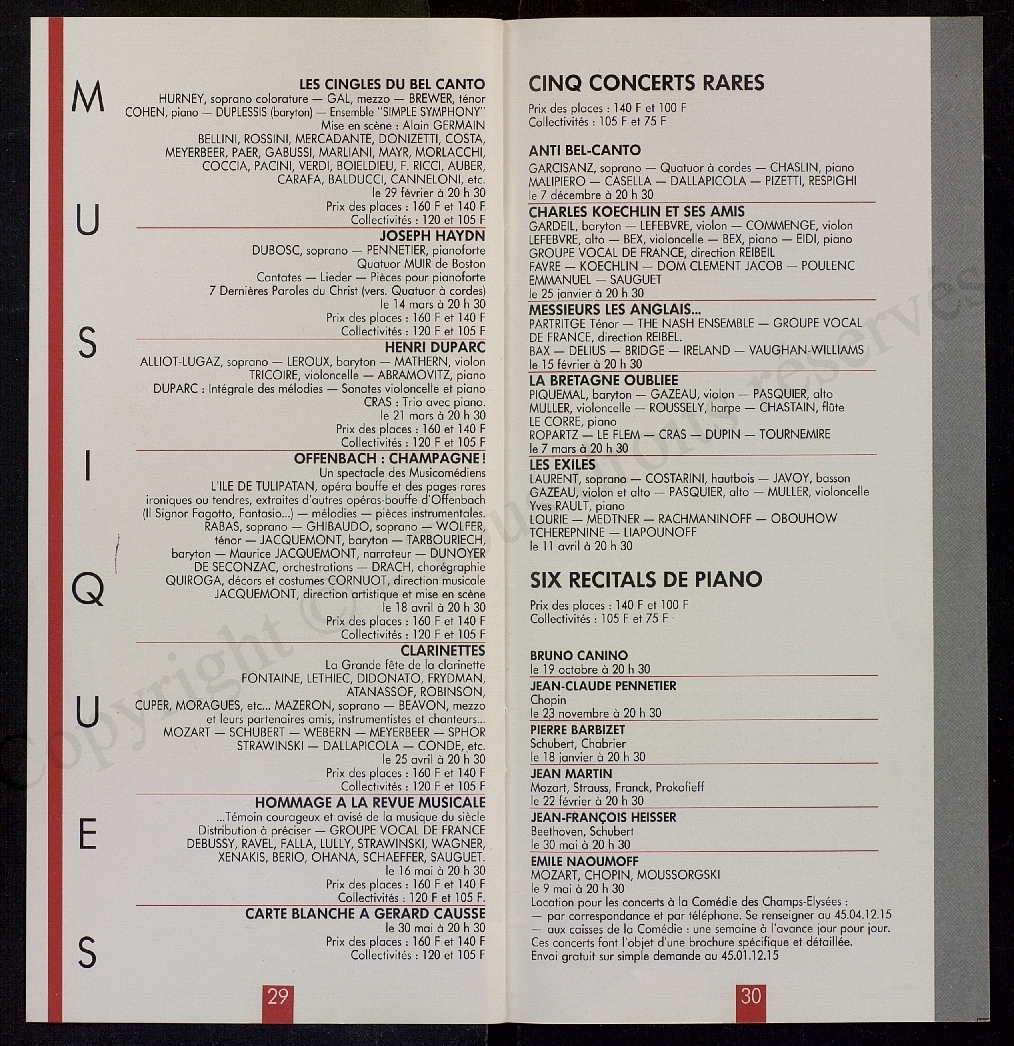 MUSIQUES
LES CINGLES DU BEL CANTO
HURNEY, soprano colorature — GAL, mezzo — BREWER, ténor
COHEN, piano — DUPLESSIS (baryton) — Ensemble "SIMPLE SYMPHONY"
Mise en scène : Alain GERMAIN
BELLINI, ROSSINI, MERCADANTE, DONIZETTI, COSTA,
MEYERBEER, PAER, GABUSSI, MARLIANI, MAYR, MORLACCHI,
COCCIA, PACINI, VERDI, BOIELDIEU, F. RICCI, AUBER,
CARAFA, BALDUCCI, CANNELONI, etc.
le 29 février à 20 h 30
Prix des places : 160 F et 140 F
Collectivités : 120 et 105 F
JOSEPH HAYDN
DUBOSC, soprano — PENNETIER, pianoforte
Quatuor MUIR de Boston
Cantates — Lieder — Pièces pour pianoforte
7 Dernières Paroles du Christ (vers. Quatuor à cordes)
le 14 mars à 20 h 30
Prix des places : 160 F et 140 F
Collectivités : 120 F et 105 F
HENRI DUPARC
ALLIOT-LUGAZ, soprano — LEROUX, baryton — MATHERN, violon
TRICOIRE, violoncelle — ABRAMOVITZ, piano
DUPARC : Intégrale des mélodies — Sonates violoncelle et piano
CRAS : Trio avec piano.
le 21 mars à 20 h 30
Prix des places : 160 et 140 F
Collectivités : 120 F et 105 F
OFFENBACH : CHAMPAGNE !
Un spectacle des Musicomédiens
L'ILE DE TULIPATAN, opéra bouffe et des pages rares
ironiques ou tendres, extraites d'autres opéras-bouffe d'Offenbach
(Il Signor Fagotto, Fantasio...) — mélodies — pièces instrumentales.
RABAS, soprano — GHIBAUDO, soprano — WOLFER,
ténor — JACQUEMONT, baryton — TARBOURIECH,
baryton — Maurice JACQUEMONT, narrateur — DUNOYER
DE SECONZAC, orchestrations — DRACH, chorégraphie
QUIROGA, décors et costumes CORNUOT, direction musicale
JACQUEMONT, direction artistique et mise en scène
le 18 avril à 20 h 30
Prix des places : 160 F et 140 F
Collectivités : 120 F et 105 F
CLARINETTES
La Grande fête de la clarinette
FONTAINE, LETHIEC, DIDONATO, FRYDMAN,
ATANASSOF, ROBINSON,
CUPER, MORAGUES, etc... MAZERON, soprano — BEAVON, mezzo
et leurs partenaires amis, instrumentistes et chanteurs...
MOZART — SCHUBERT — WEBERN — MEYERBEER — SPHOR
STRAWINSKI — DALLAPICOLA — CONDE, etc.
le 25 avril à 20 h 30
Prix des places : 160 F et 140 F
Collectivités : 120 F et 105 F
HOMMAGE A LA REVUE MUSICALE
...Témoin courageux et avisé de la musique du siècle
Distribution à préciser — GROUPE VOCAL DE FRANCE
DEBUSSY, RAVEL, FALLA, LULLY, STRAWINSKI, WAGNER,
XENAKIS, BERIO, OHANA, SCHAEFFER, SAUGUET.
le 16 mai à 20 h 30
Prix des places : 160 F et 140 F
Collectivités : 120 F et 105 F.
CARTE BLANCHE A GERARD CAUSSE
le 30 mai à 20 h 30
Prix des places : 160 F et 140 F
Collectivités : 120 et 105 F
29
CINQ CONCERTS RARES
Prix des places : 140 F et 100 F
Collectivités : 105 F et 75 F
ANTI BEL-CANTO
GARCISANZ, soprano — Quatuor à cordes — CHASLIN, piano
MALIPIERO — CASELLA — DALLAPICOLA — PIZETTI, RESPIGHI
le 7 décembre à 20 h 30
CHARLES KOECHLIN ET SES AMIS
GARDEIL, baryton — LEFEBVRE, violon — COMMENGE, violon
LEFEBVRE, alto — BEX, violoncelle — BEX, piano — EIDI, piano
GROUPE VOCAL DE FRANCE, direction REIBEIL
FAVRE — KOECHLIN — DOM CLEMENT JACOB — POULENC
EMMANUEL — SAUGUET
le 25 janvier à 20 h 30
MESSIEURS LES ANGLAIS...
PARTRITGE Ténor — THE NASH ENSEMBLE — GROUPE VOCAL
DE FRANCE, direction REIBEL.
BAX — DELIUS — BRIDGE — IRELAND — VAUGHAN-WILLIAMS
le 15 février à 20 h 30
LA BRETAGNE OUBLIEE
PIQUEMAL, baryton — GAZEAU, violon — PASQUIER, alto
MULLER, violoncelle — ROUSSELY, harpe — CHASTAIN, flûte
LE CORRE, piano
ROPARTZ — LE FLEM — CRAS — DUPIN — TOURNEMIRE
le 7 mars à 20 h 30
LES EXILES
LAURENT, soprano — COSTARINI, hautbois — JAVOY, basson
GAZEAU, violon et alto — PASQUIER, alto — MULLER, violoncelle
Yves RAULT, piano
LOURIE — MEDTNER — RACHMANINOFF — OBOUHOW
TCHEREPNINE — LIAPOUNOFF
le 11 avril à 20 h 30
SIX RECITALS DE PIANO
Prix des places : 140 F et 100 F
Collectivités : 105 F et 75 F
BRUNO CANINO
le 19 octobre à 20 h 30
JEAN-CLAUDE PENNETIER
Chopin
le 23 novembre à 20 h 30
PIERRE BARBIZET
Schubert, Chabrier
le 18 janvier à 20 h 30
JEAN MARTIN
Mozart, Strauss, Franck, Prokofieff
le 22 février à 20 h 30
JEAN-FRANÇOIS HEISSER
Beethoven, Schubert
le 30 mai à 20 h 30
EMILE NAOUMOFF
MOZART, CHOPIN, MOUSSORGSKI
le 9 mai à 20 h 30
Location pour les concerts à la Comédie des Champs-Elysées :
— par correspondance et par téléphone. Se renseigner au 45.04.12.15
— aux caisses de la Comédie : une semaine à l'avance jour pour jour.
Ces concerts font l'objet d'une brochure spécifique et détaillée.
Envoi gratuit sur simple demande au 45.01.12.15
30
Copyright ©